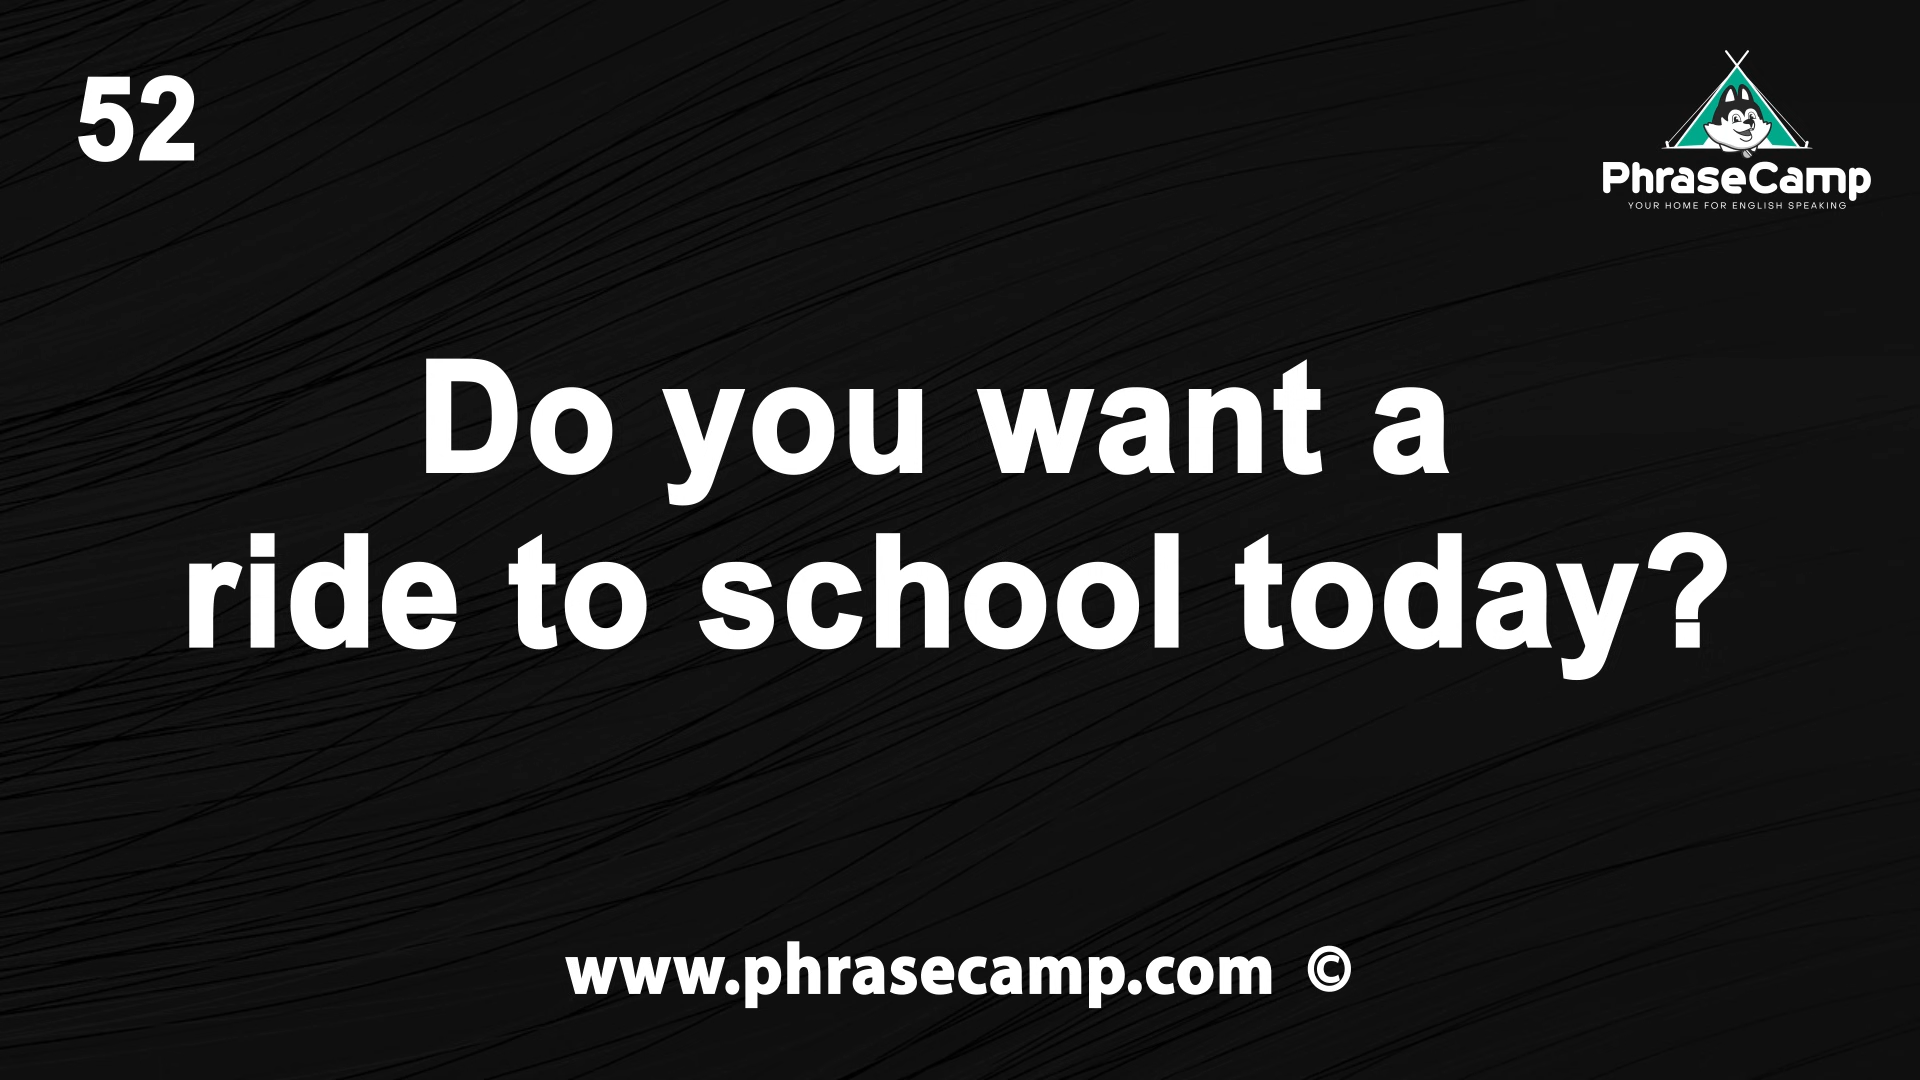 52
PhraseCamp
YOUR HOME FOR ENGLISH SPEAKING
Do you want a
ride to school today?
www.phrasecamp.com ©